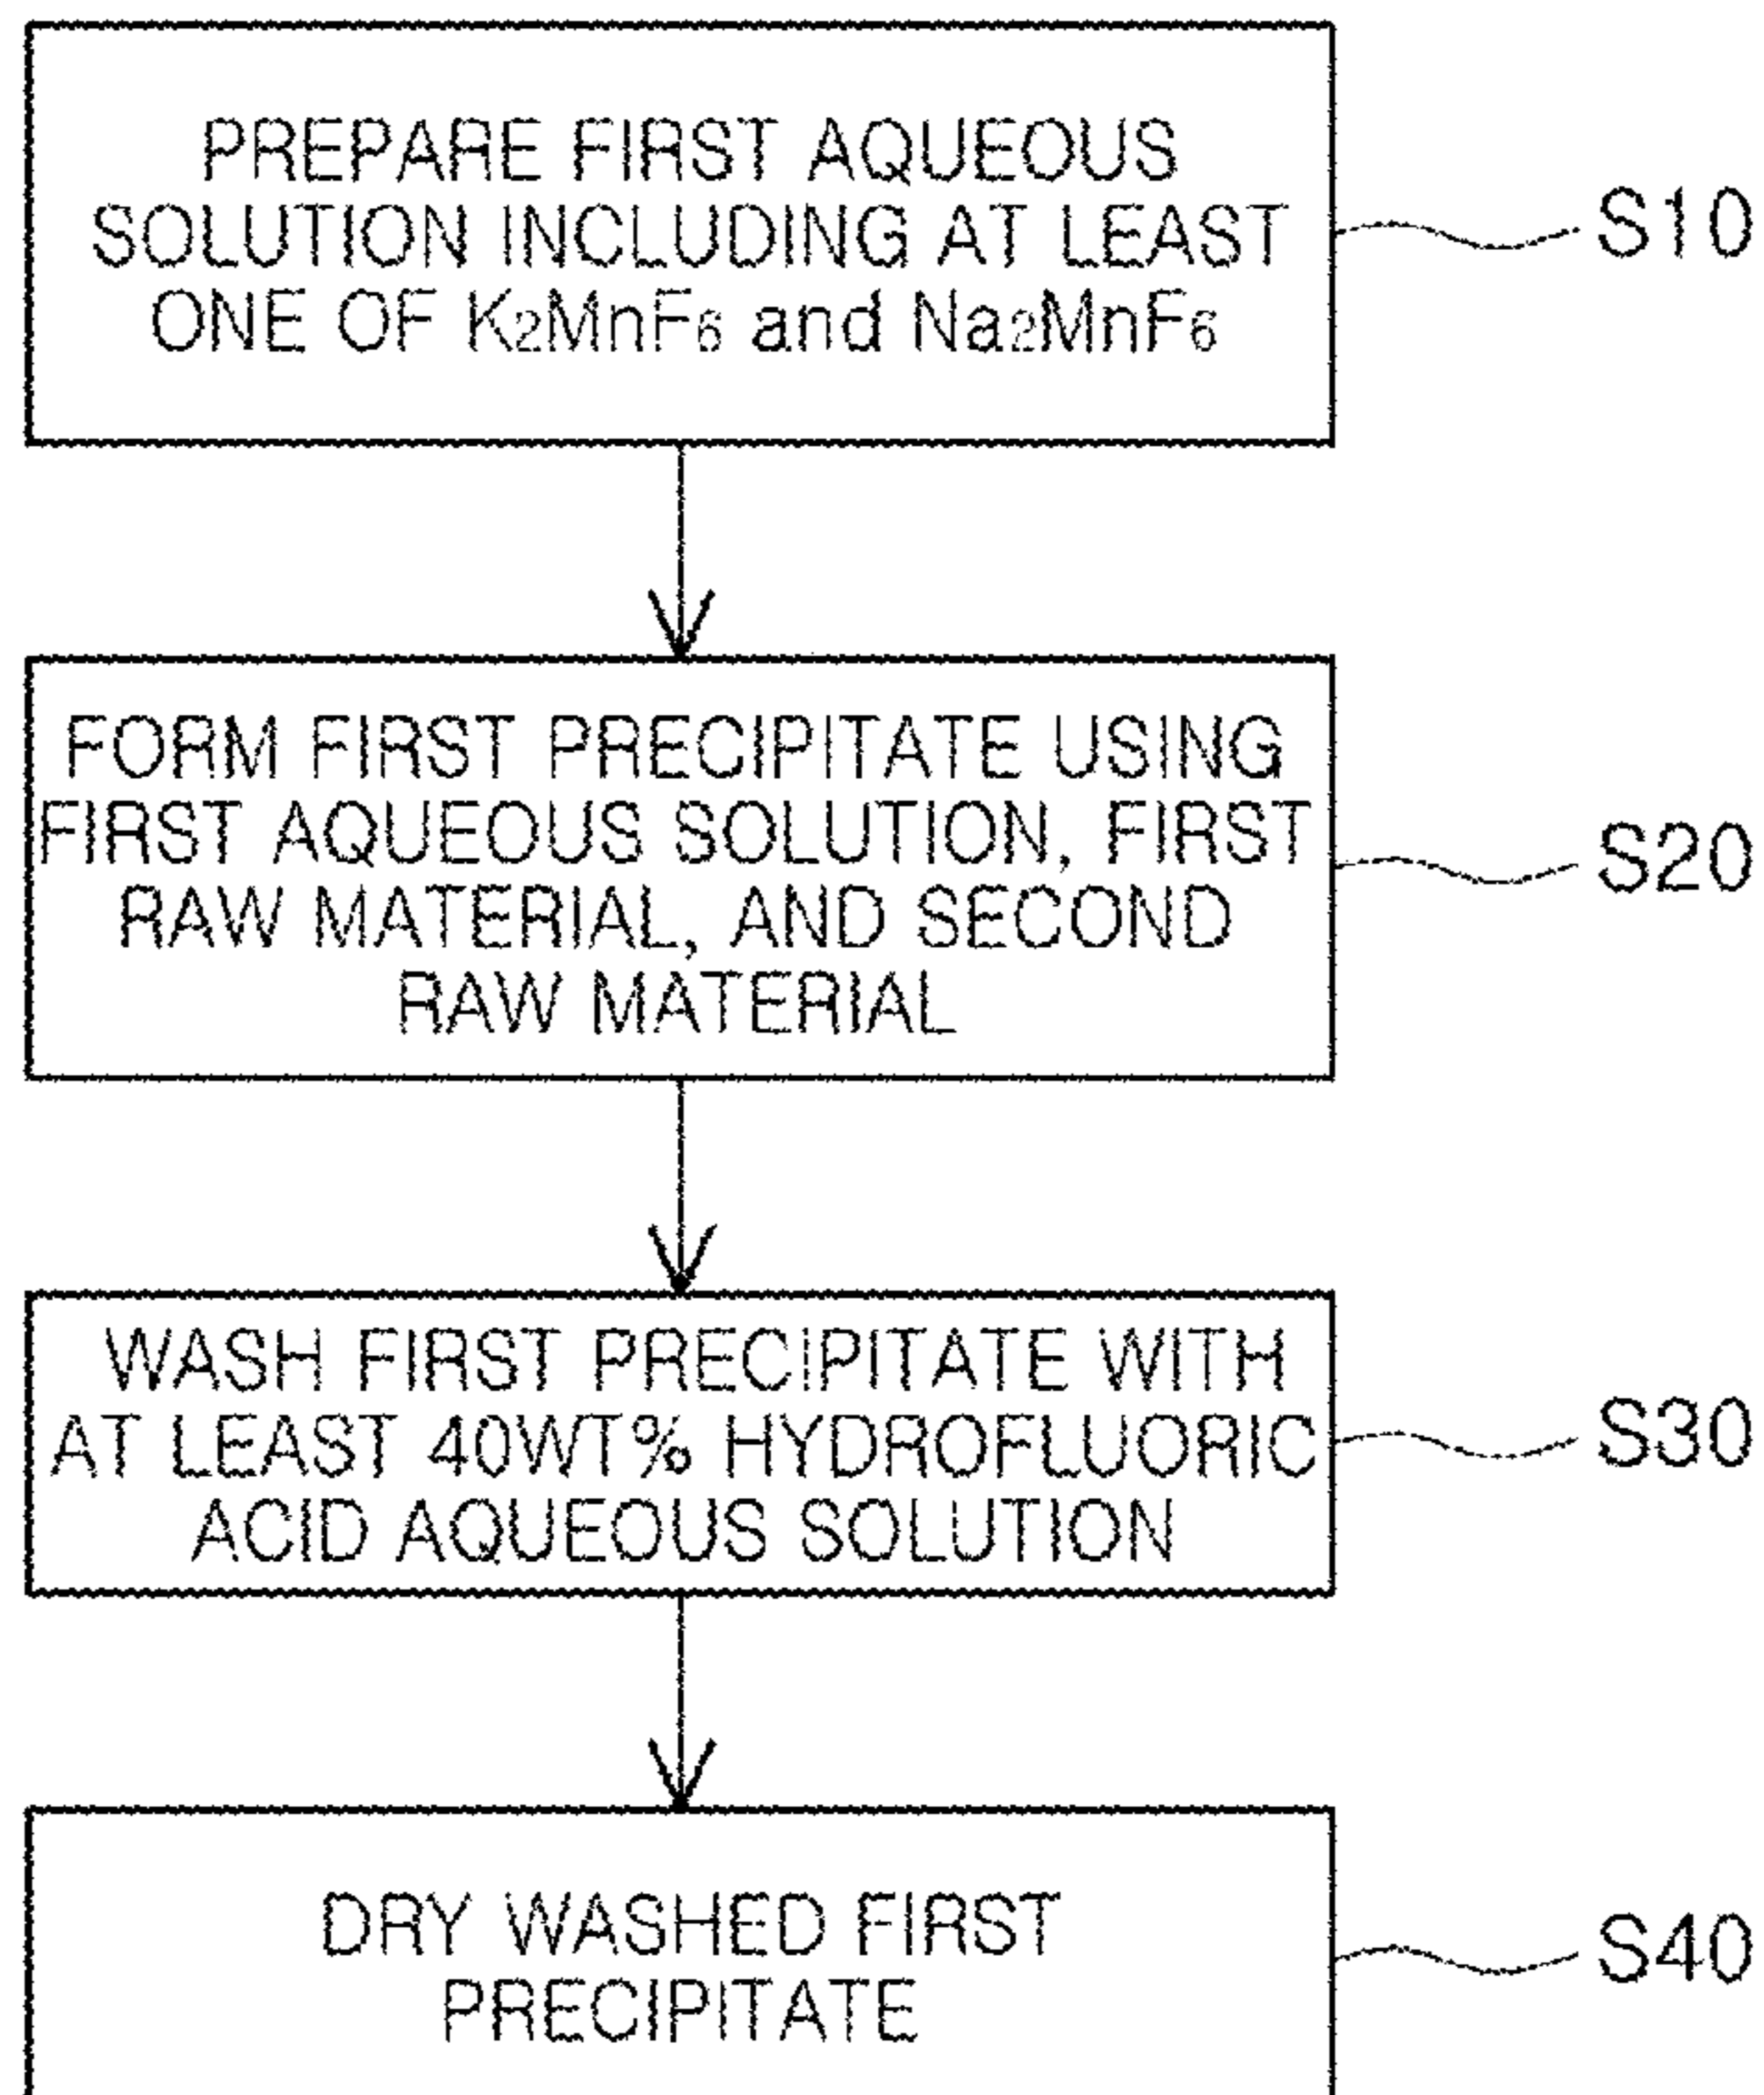 PREPARE FIRST AQUEOUS
SOLUTION INCLUDING AT LEAST
ONE OF K₂MnF₆ and Na₂MnF₆
S10
FORM FIRST PRECIPITATE USING
FIRST AQUEOUS SOLUTION, FIRST
RAW MATERIAL, AND SECOND
RAW MATERIAL
S20
WASH FIRST PRECIPITATE WITH
AT LEAST 40WT% HYDROFLUORIC
ACID AQUEOUS SOLUTION
S30
DRY WASHED FIRST
PRECIPITATE
S40